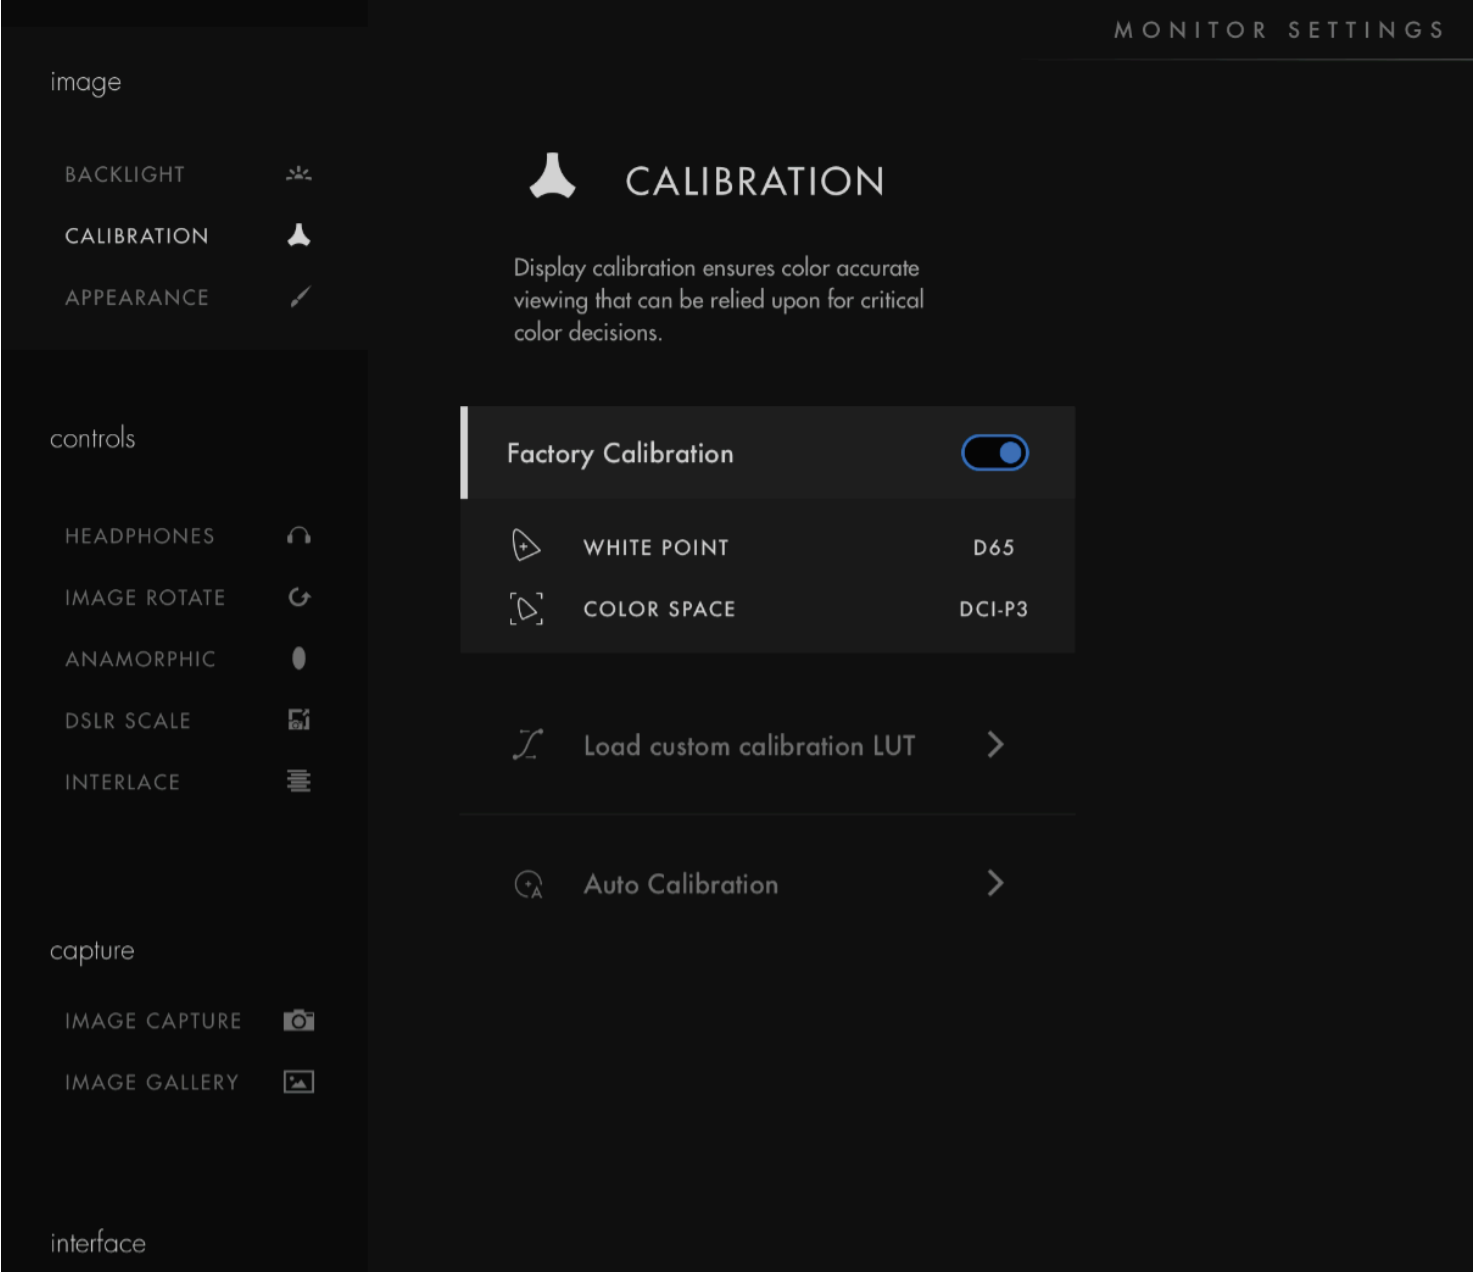 MONITOR SETTINGS
image
BACKLIGHT
CALIBRATION
APPEARANCE
controls
HEADPHONES
IMAGE ROTATE
ANAMORPHIC
DSLR SCALE
INTERLACE
capture
IMAGE CAPTURE
IMAGE GALLERY
interface
CALIBRATION
Display calibration ensures color accurate
viewing that can be relied upon for critical
color decisions.
Factory Calibration
WHITE POINT D65
COLOR SPACE DCI-P3
Load custom calibration LUT
A
Auto Calibration